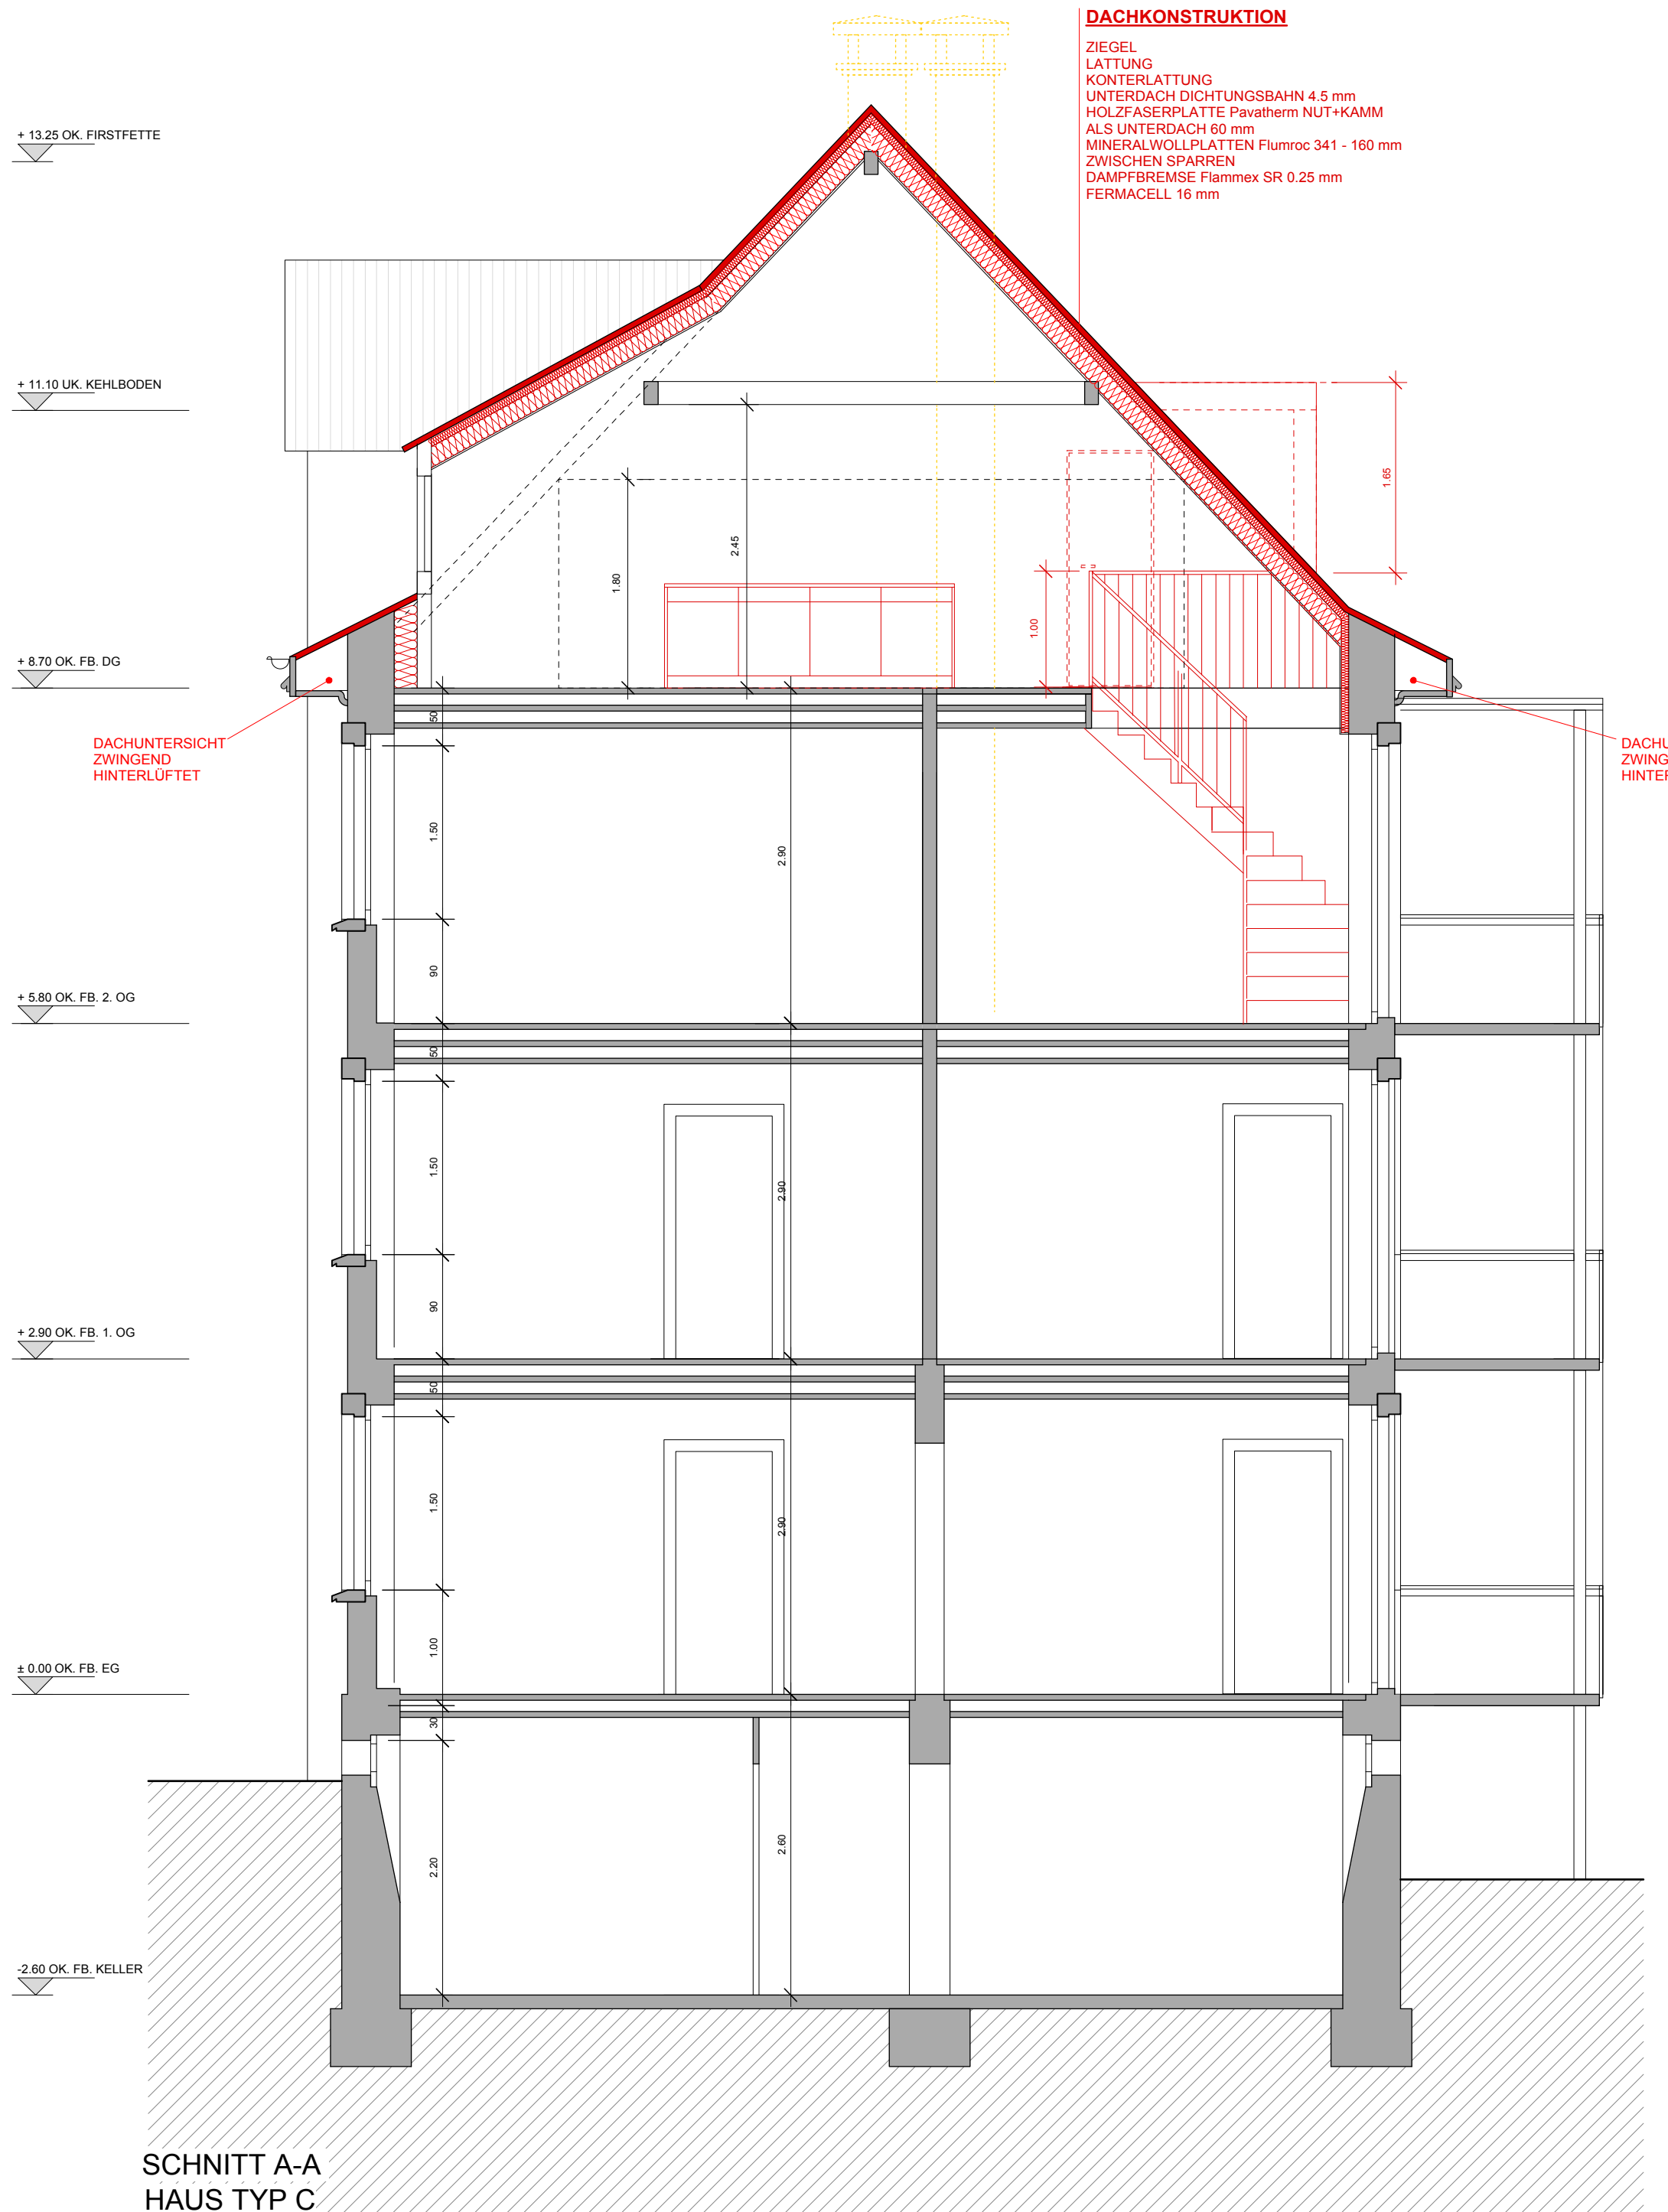 DACHKONSTRUKTION
ZIEGEL
LATTUNG
KONTERLATTUNG
UNTERDACH DICHTUNGSBAHN 4.5 mm
HOLZFASERPLATTE Pavatherm NUT+KAMM
ALS UNTERDACH 60 mm
MINERALWOLLPLATTEN Flumroc 341 - 160 mm
ZWISCHEN SPARREN
DAMPFBREMSE Flammex SR 0.25 mm
FERMACELL 16 mm
+ 13.25 OK. FIRSTFETTE
+ 11.10 UK. KEHLBODEN
1.65
2.45
1.80
1.00
+ 8.70 OK. FB. DG
50
DACHUNTERSICHT
ZWINGEND
HINTERLÜFTET
DACHU
ZWING
HINTER
1.50
2.90
90
+ 5.80 OK. FB. 2. OG
50
1.50
2.90
90
+ 2.90 OK. FB. 1. OG
50
1.50
2.90
1.00
± 0.00 OK. FB. EG
30
2.20
2.60
-2.60 OK. FB. KELLER
SCHNITT A-A
HAUS TYP C